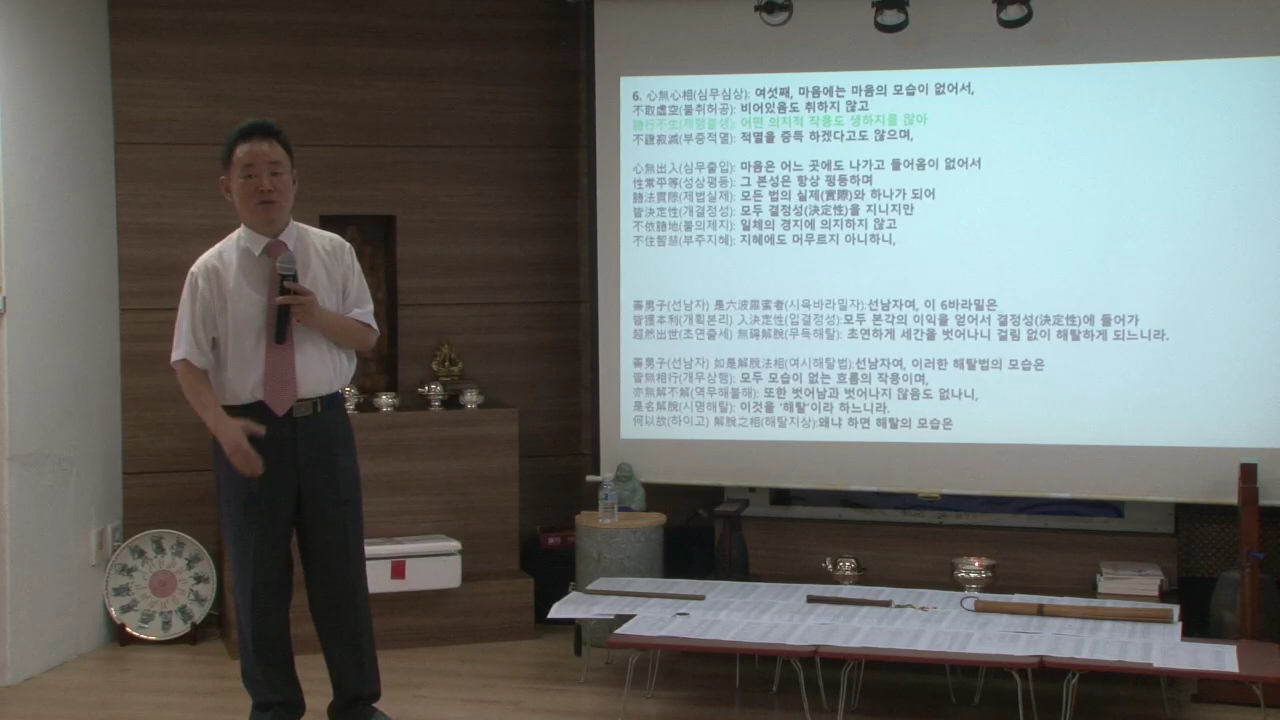 6. 心無心相(심무심상): 여섯째, 마음에는 마음의 모습이 없어서,
不取虛空(불취허공): 비어있음도 취하지 않고
諸行不生(제행불생): 어떤 의지적 작용도 생하지를 않아
不證寂滅(부증적멸): 적멸을 증득 하겠다고도 않으며,
心無出入(심무출입): 마음은 어느 곳에도 나가고 들어옴이 없어서
性常平等(성상평등): 그 본성은 항상 평등하며
諸法實際(제법실제): 모든 법의 실제(實際)와 하나가 되어
皆決定性(개결정성): 모두 결정성(決定性)을 지니지만
不依諸地(불의제지): 일체의 경지에 의지하지 않고
不住智慧(부주지혜): 지혜에도 머무르지 아니하니,
善男子(선남자) 是六波羅蜜者(시육바라밀자):선남자여, 이 6바라밀은
皆獲本利(개획본리) 入決定性(입결정성):모두 본각의 이익을 얻어서 결정성(決定性)에 들어가
超然出世(초연출세) 無碍解脫(무득해탈): 초연하게 세간을 벗어나니 걸림 없이 해탈하게 되느니라.
善男子(선남자) 如是解脫法相(여시해탈법):선남자여, 이러한 해탈법의 모습은
皆無相行(개무상행): 모두 모습이 없는 흐름의 작용이며,
亦無解不解(역무해불해): 또한 벗어남과 벗어나지 않음도 없나니,
是名解脫(시명해탈): 이것을 '해탈'이라 하느니라.
何以故(하이고) 解脫之相(해탈지상):왜냐 하면 해탈의 모습은